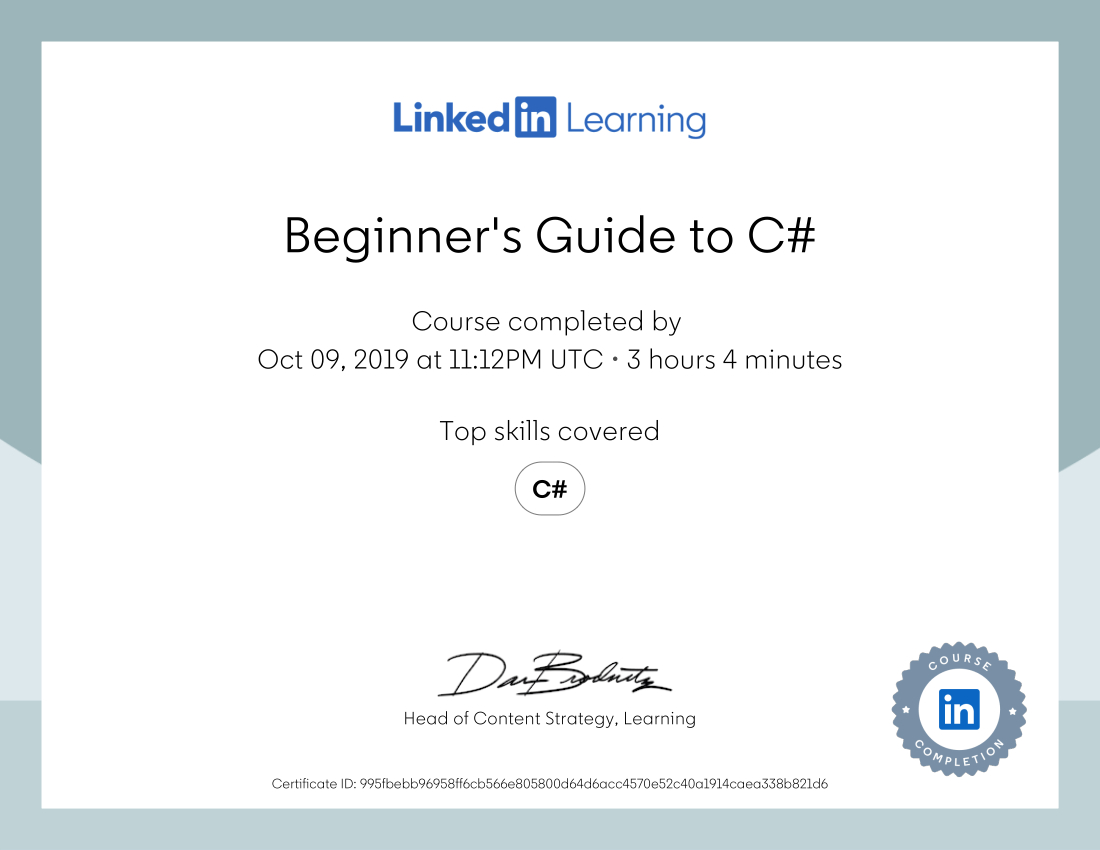 Linkedin Learning
Beginner's Guide to C#
Course completed by
Oct 09, 2019 at 11:12PM UTC • 3 hours 4 minutes
Top skills covered
C#
Dan Brodnitz
Head of Content Strategy, Learning
COURSE
in
COMPLETION
Certificate ID: 995fbebb96958ff6cb566e805800d64d6acc4570e52c40a1914caea338b821d6